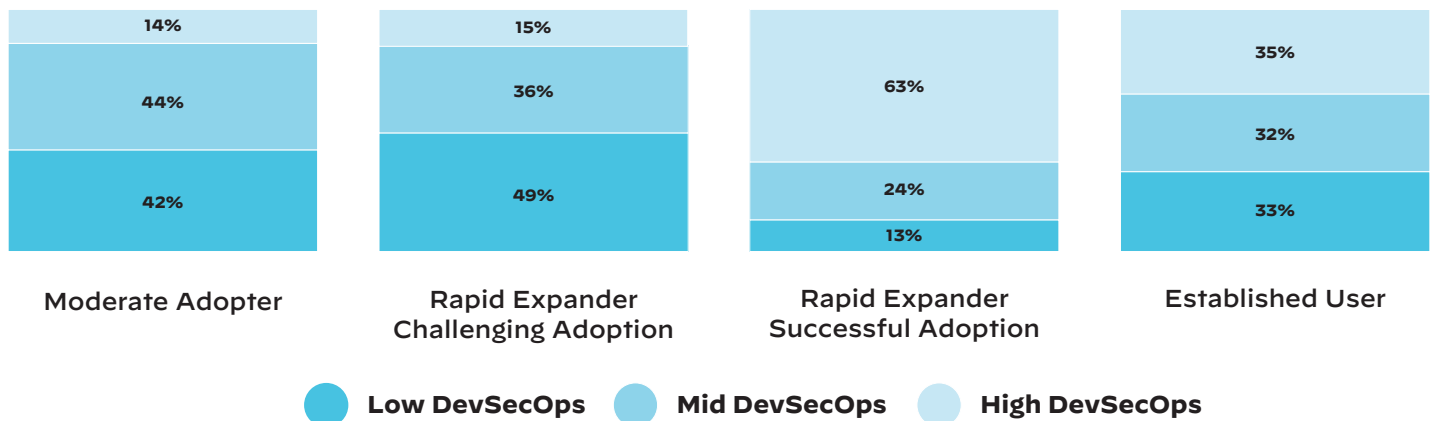 14%
44%
42%
Moderate Adopter
15%
36%
49%
Rapid Expander
Challenging Adoption
63%
24%
13%
Rapid Expander
Successful Adoption
35%
32%
33%
Established User
Low DevSecOps
Mid DevSecOps
High DevSecOps